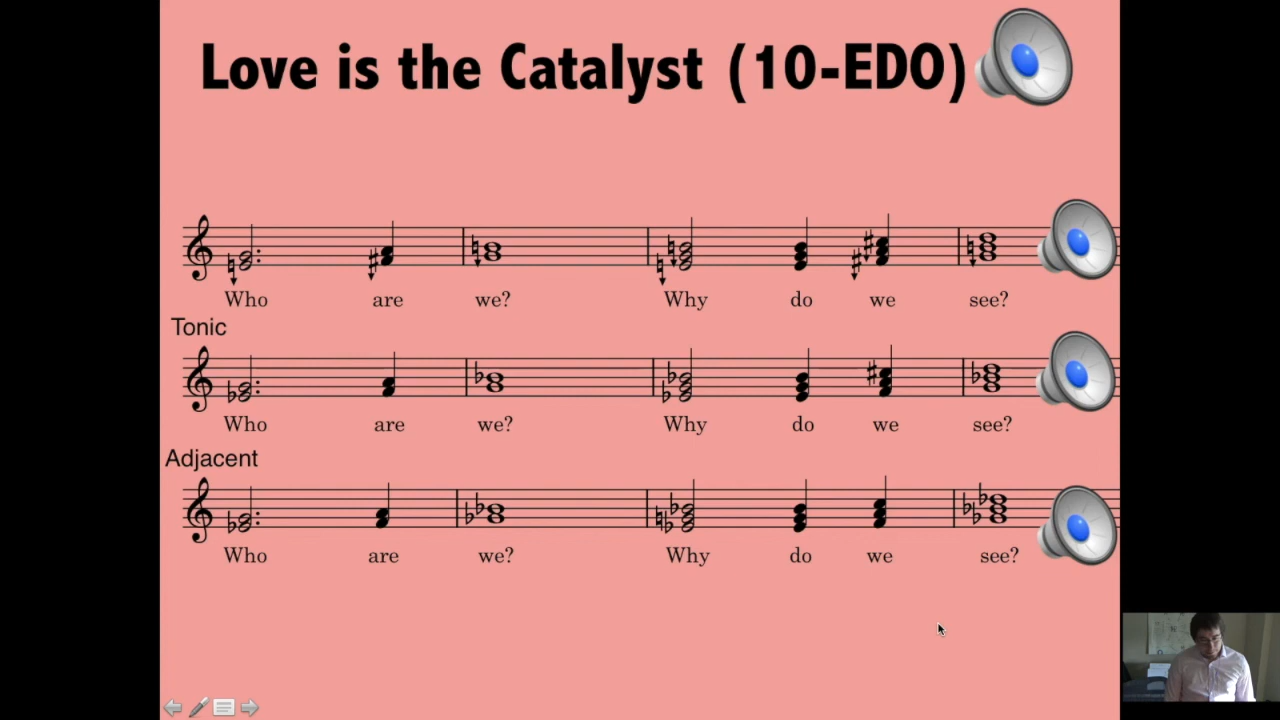 Love is the Catalyst (10-EDO)
Who are we? Why do we see?
Tonic
Who are we? Why do we see?
Adjacent
Who are we? Why do we see?